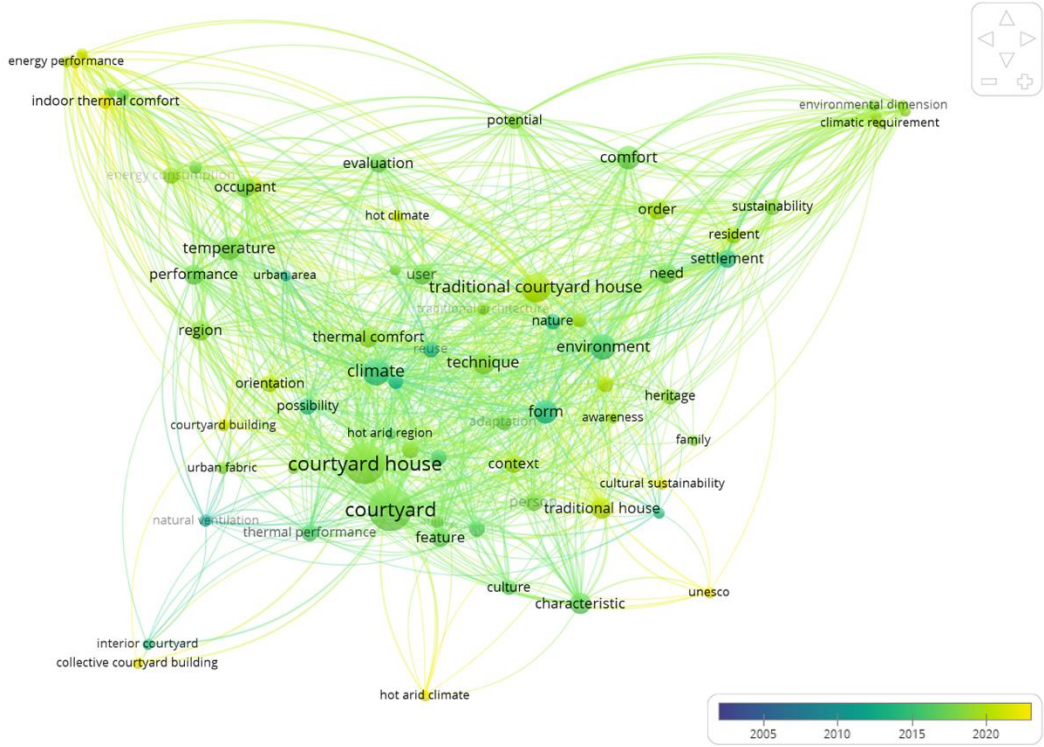 energy performance
indoor thermal comfort
environmental dimension
climatic requirement
potential
evaluation
comfort
energy consumption
occupant
hot climate
order
sustainability
resident
temperature
settlement
performance
urban area
user
need
traditional courtyard house
traditional architecture
nature
region
thermal comfort
reuse
environment
technique
climate
orientation
heritage
possibility
form
courtyard building
adaptation
awareness
hot arid region
family
urban fabric
courtyard house
context
cultural sustainability
person
traditional house
courtyard
natural ventilation
thermal performance
feature
culture
characteristic
unesco
interior courtyard
collective courtyard building
hot arid climate
2005 2010 2015 2020